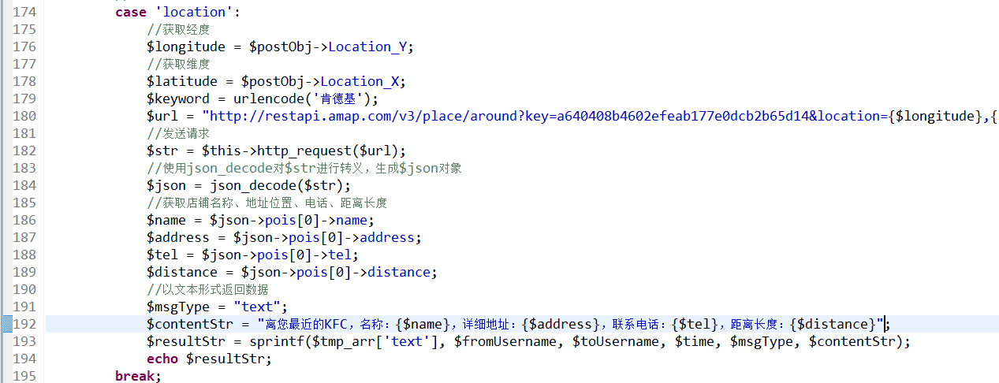 174 case 'location':
175 //获取经度
176 $longitude = $postObj->Location_Y;
177 //获取维度
178 $latitude = $postObj->Location_X;
179 $keyword = urlencode('肯德基');
180 $url = "http://restapi.amap.com/v3/place/around?key=a640408b4602efeab177e0dcb2b65d14&location={$longitude},{
181 //发送请求
182 $str = $this->http_request($url);
183 //使用json_decode对$str进行转义，生成$json对象
184 $json = json_decode($str);
185 //获取店铺名称、地址位置、电话、距离长度
186 $name = $json->pois[0]->name;
187 $address = $json->pois[0]->address;
188 $tel = $json->pois[0]->tel;
189 $distance = $json->pois[0]->distance;
190 //以文本形式返回数据
191 $msgType = "text";
192 $contentStr = "离您最近的KFC，名称：{$name}，详细地址：{$address}，联系电话：{$tel}，距离长度：{$distance}";
193 $resultStr = sprintf($tmp_arr['text'], $fromUsername, $toUsername, $time, $msgType, $contentStr);
194 echo $resultStr;
195 break;